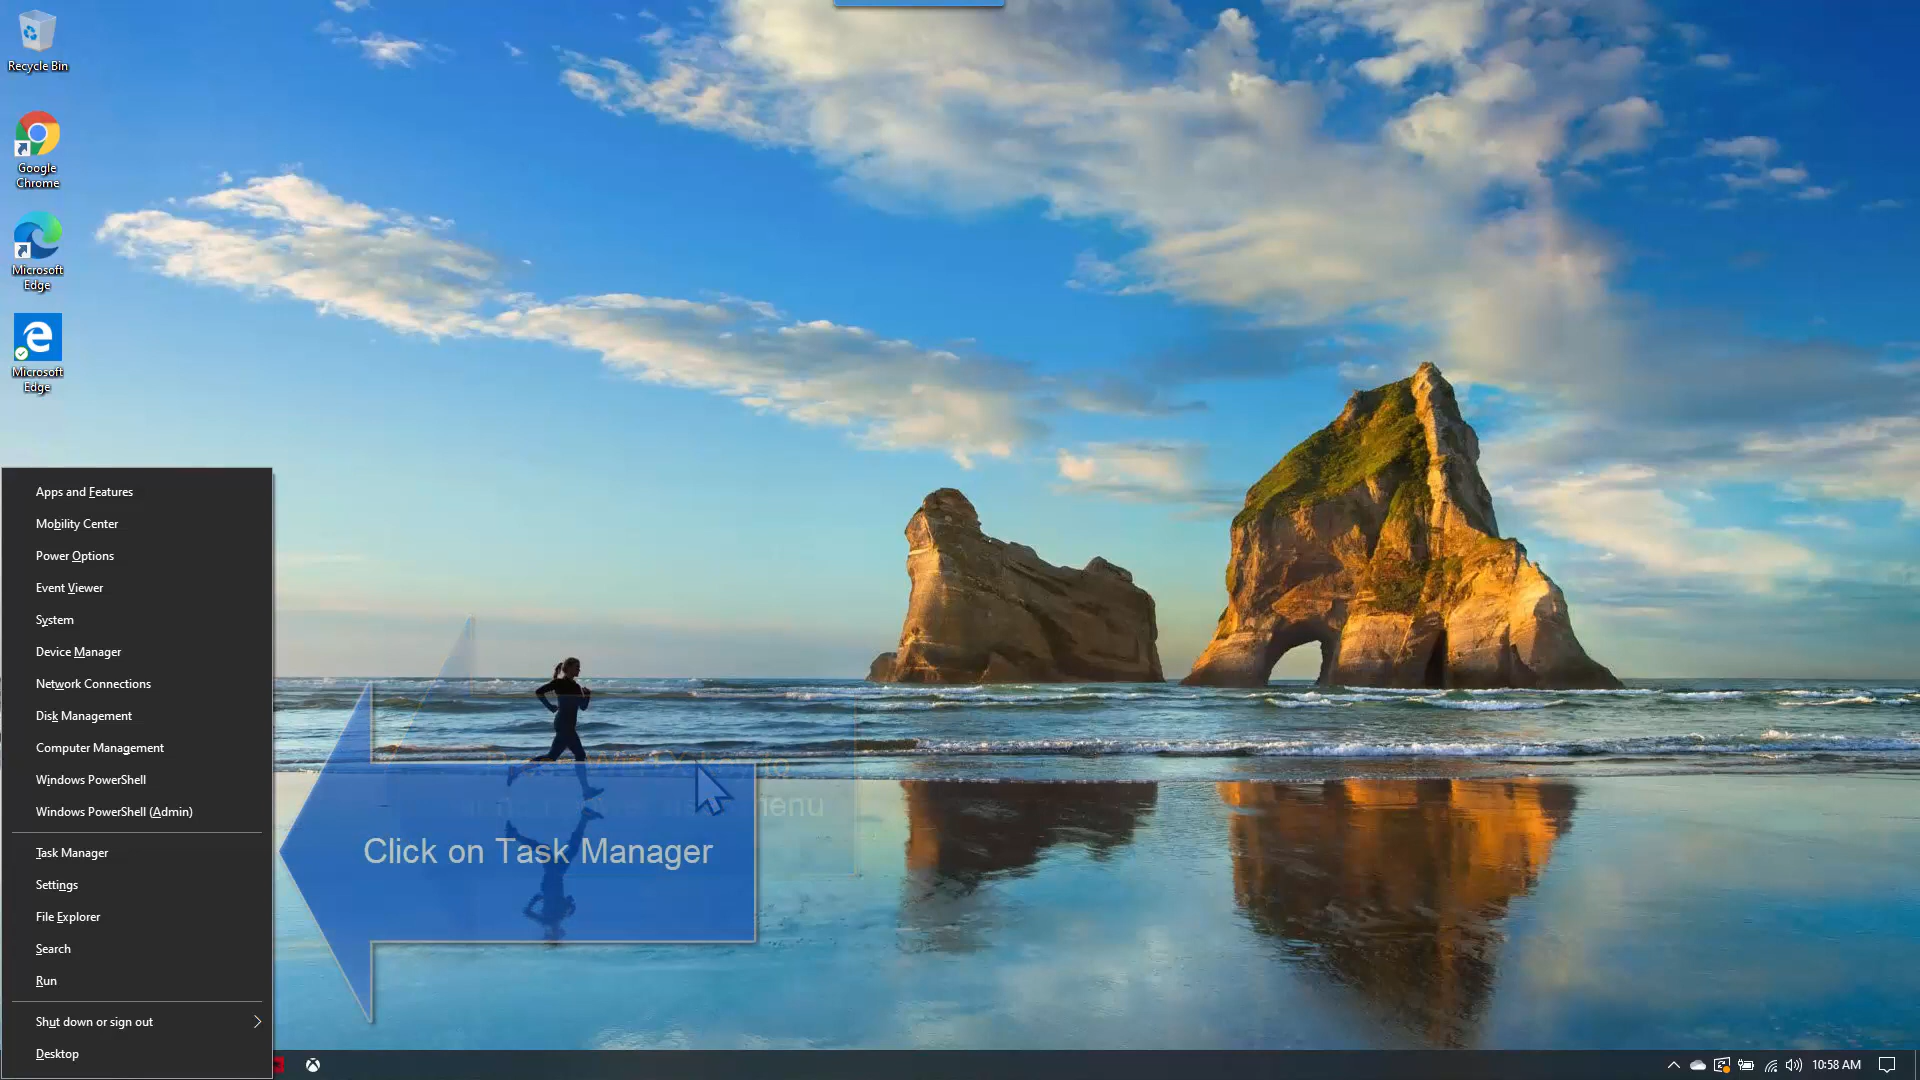 Recycle Bin
Google
Chrome
Microsoft
Edge
Microsoft
Edge
Apps and Features
Mobility Center
Power Options
Event Viewer
System
Device Manager
Network Connections
Disk Management
Computer Management
Windows PowerShell
Windows PowerShell (Admin)
Task Manager
Settings
File Explorer
Search
Run
Shut down or sign out
Desktop
menu
Click on Task Manager
10:58 AM